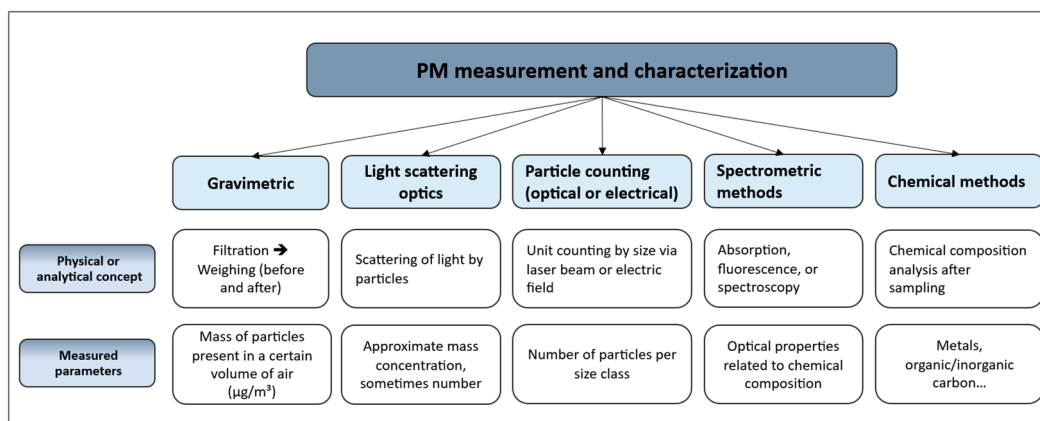 PM measurement and characterization
Gravimetric
Light scattering
optics
Particle counting
(optical or electrical)
Spectrometric
methods
Chemical methods
Physical or
analytical concept
Filtration ➔
Weighing (before
and after)
Scattering of light by
particles
Unit counting by size via
laser beam or electric
field
Absorption,
fluorescence, or
spectroscopy
Chemical composition
analysis after
sampling
Measured
parameters
Mass of particles
present in a certain
volume of air
(µg/m³)
Approximate mass
concentration,
sometimes number
Number of particles per
size class
Optical properties
related to chemical
composition
Metals,
organic/inorganic
carbon…